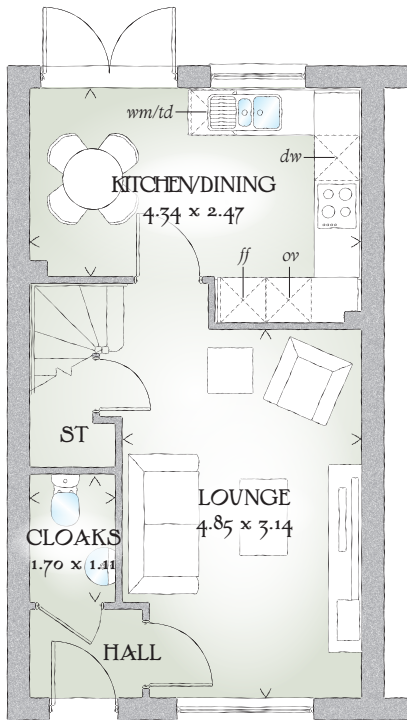 wm/td
dw
KITCHEN/DINING
4.34 x 2.47
ff ov
ST
LOUNGE
4.85 x 3.14
CLOAKS
1.70 x 1.41
HALL